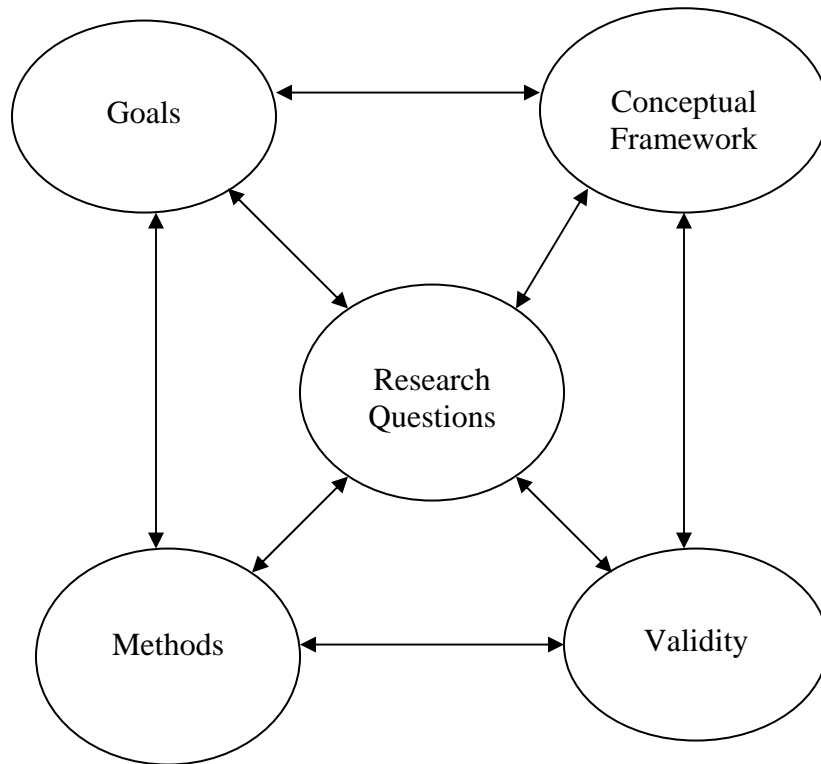 Goals
Conceptual
Framework
Research
Questions
Methods
Validity